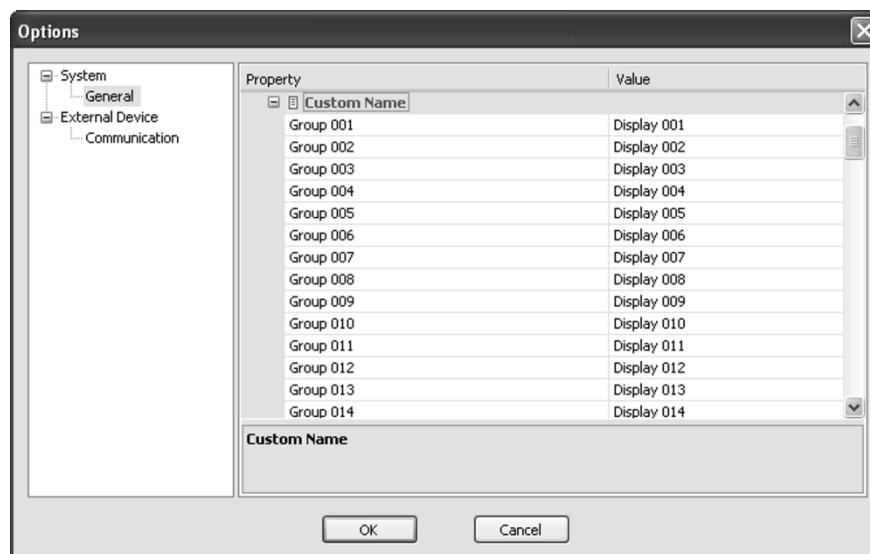 Options
System
General
External Device
Communication
Property Value
Custom Name
Group 001 Display 001
Group 002 Display 002
Group 003 Display 003
Group 004 Display 004
Group 005 Display 005
Group 006 Display 006
Group 007 Display 007
Group 008 Display 008
Group 009 Display 009
Group 010 Display 010
Group 011 Display 011
Group 012 Display 012
Group 013 Display 013
Group 014 Display 014
Custom Name
OK Cancel